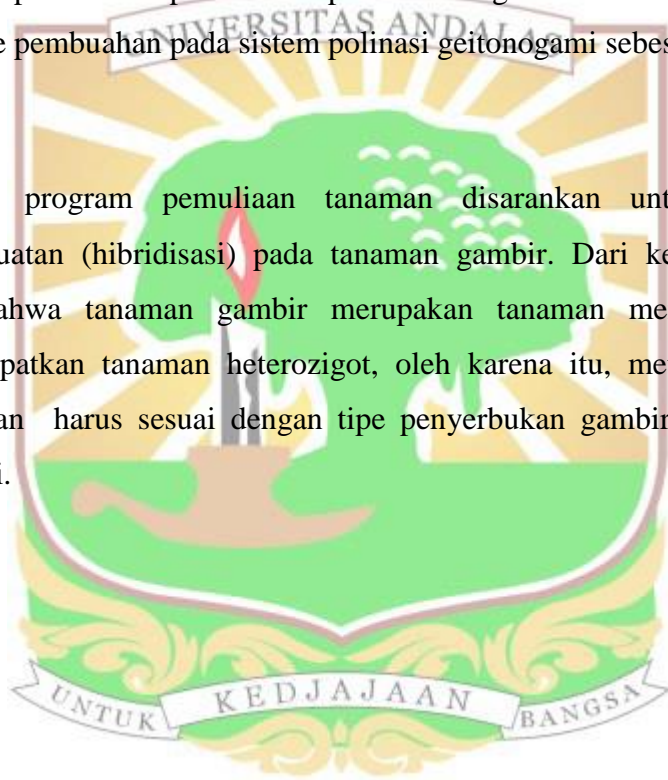 UNIVERSITAS ANDALAS
e pembuahan pada sistem polinasi geitonogami sebes
program pemuliaan tanaman disarankan unt
uatan (hibridisasi) pada tanaman gambir. Dari ke
ahwa tanaman gambir merupakan tanaman me
patkan tanaman heterozigot, oleh karena itu, me
an harus sesuai dengan tipe penyerbukan gambir
i.
UNTUK KEDJAJAAN BANGSA